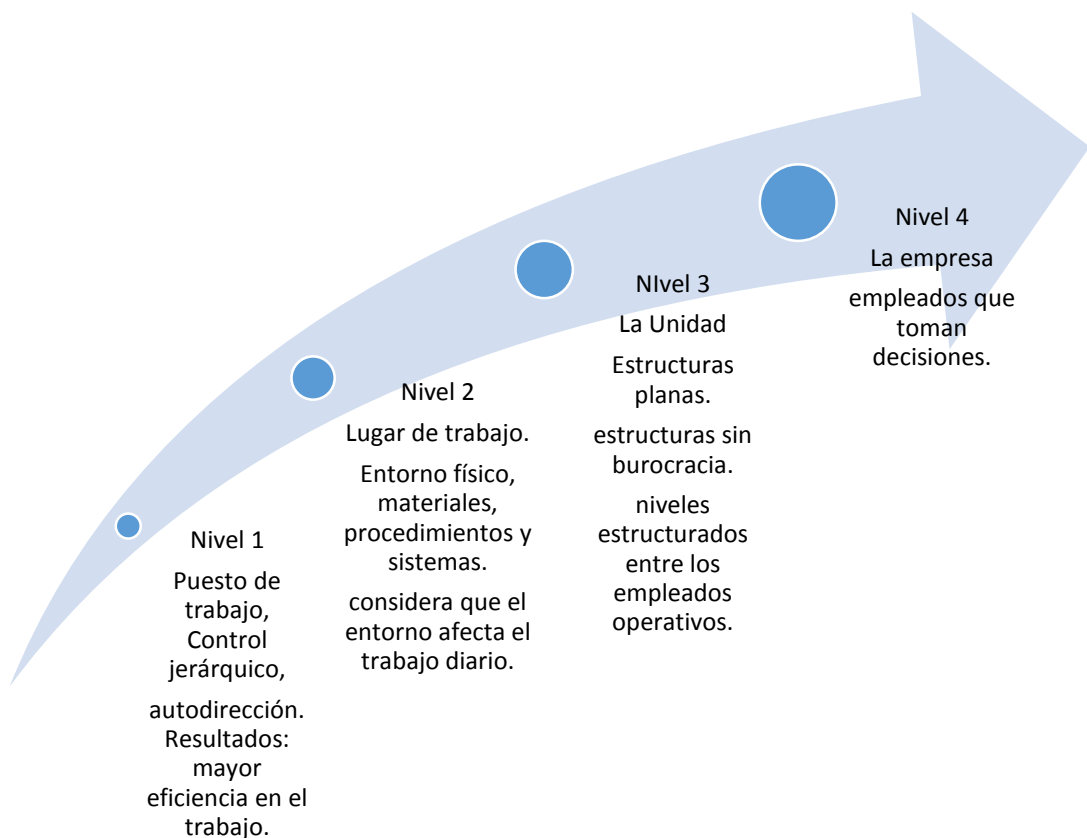 Nivel 1
Puesto de
trabajo,
Control
jerárquico,
autodirección.
Resultados:
mayor
eficiencia en el
trabajo.
Nivel 2
Lugar de trabajo.
Entorno físico,
materiales,
procedimientos y
sistemas.
considera que el
entorno afecta el
trabajo diario.
NIvel 3
La Unidad
Estructuras
planas.
estructuras sin
burocracia.
niveles
estructurados
entre los
empleados
operativos.
Nivel 4
La empresa
empleados que
toman
decisiones.